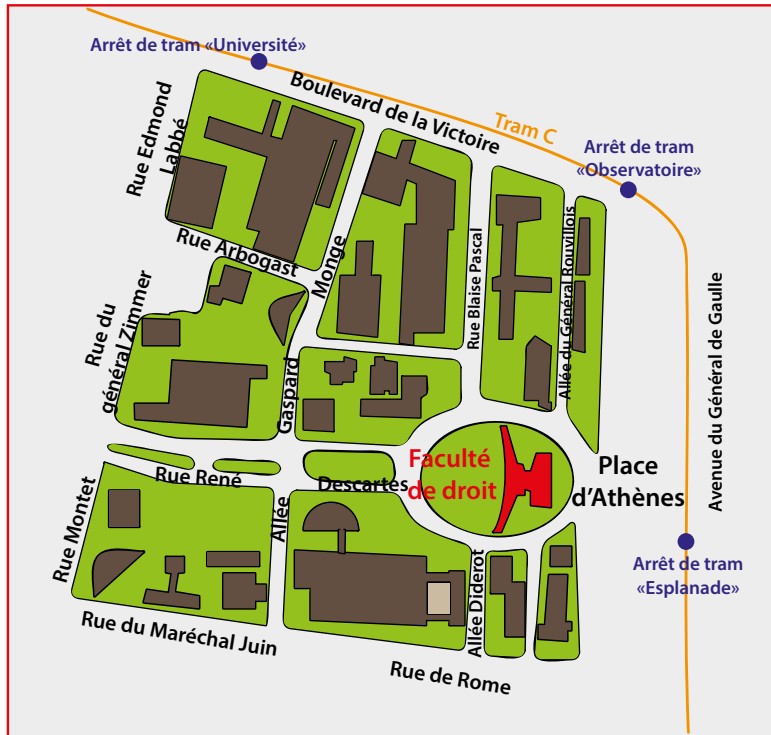 Arrêt de tram «Université»
Boulevard de la Victoire
Tram C
Arrêt de tram
«Observatoire»
Rue Edmond
Labbé
Rue Arbogast
Monge
Rue Blaise Pascal
Allée du Général Rouvillois
Avenue du Général de Gaulle
Rue du
général Zimmer
Gaspard
Faculté
de droit
Place
d'Athènes
Rue René
Descartes
Rue Montet
Allée
Allée Diderot
Arrêt de tram
«Esplanade»
Rue du Maréchal Juin
Rue de Rome